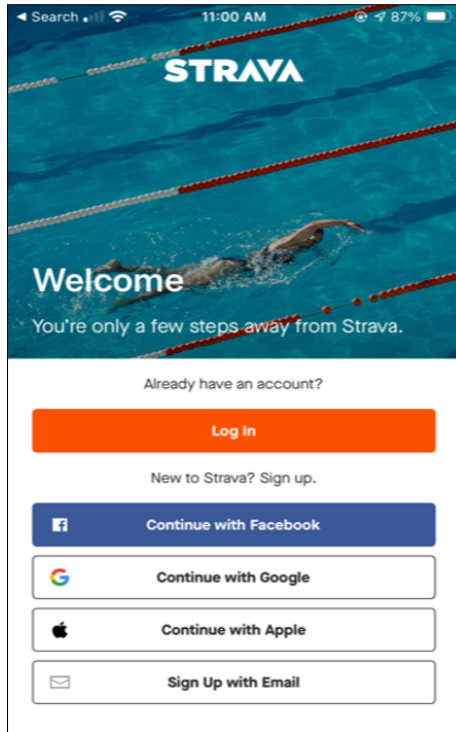 Search 11:00 AM 87%
STRAVA
Welcome
You're only a few steps away from Strava.
Already have an account?
Log In
New to Strava? Sign up.
Continue with Facebook
Continue with Google
Continue with Apple
Sign Up with Email